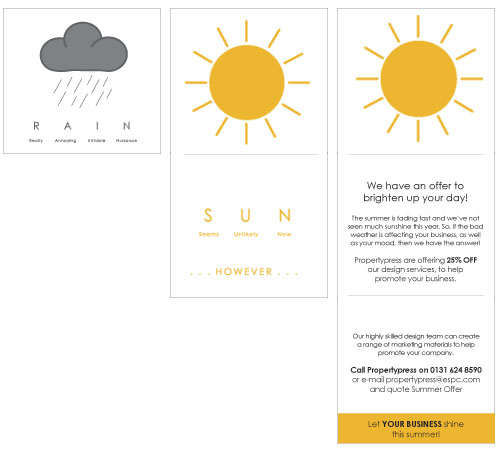 R A I N
Really Annoying Irritable Nuisance
S U N
Seems Unlikely Now
. . . HOWEVER . . .
We have an offer to
brighten up your day!
The summer is fading fast and we've not
seen much sunshine this year. So, if the bad
weather is affecting your business, as well
as your mood, then we have the answer!
Propertypress are offering 25% OFF
our design services, to help
promote your business.
Our highly skilled design team can create
a range of marketing materials to help
promote your company.
Call Propertypress on 0131 624 8590
or e-mail propertypress@espc.com
and quote Summer Offer
Let YOUR BUSINESS shine
this summer!